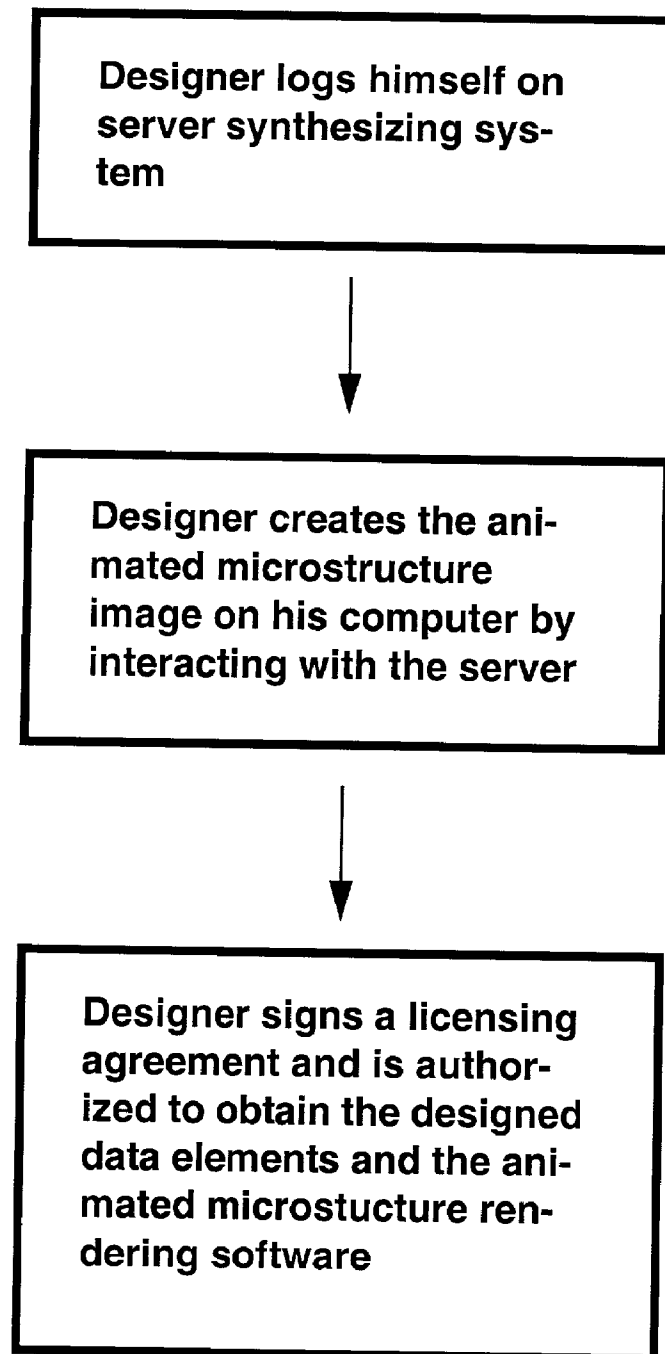 Designer logs himself on
server synthesizing sys-
tem
Designer creates the ani-
mated microstructure
image on his computer by
interacting with the server
Designer signs a licensing
agreement and is author-
ized to obtain the designed
data elements and the ani-
mated microstucture ren-
dering software